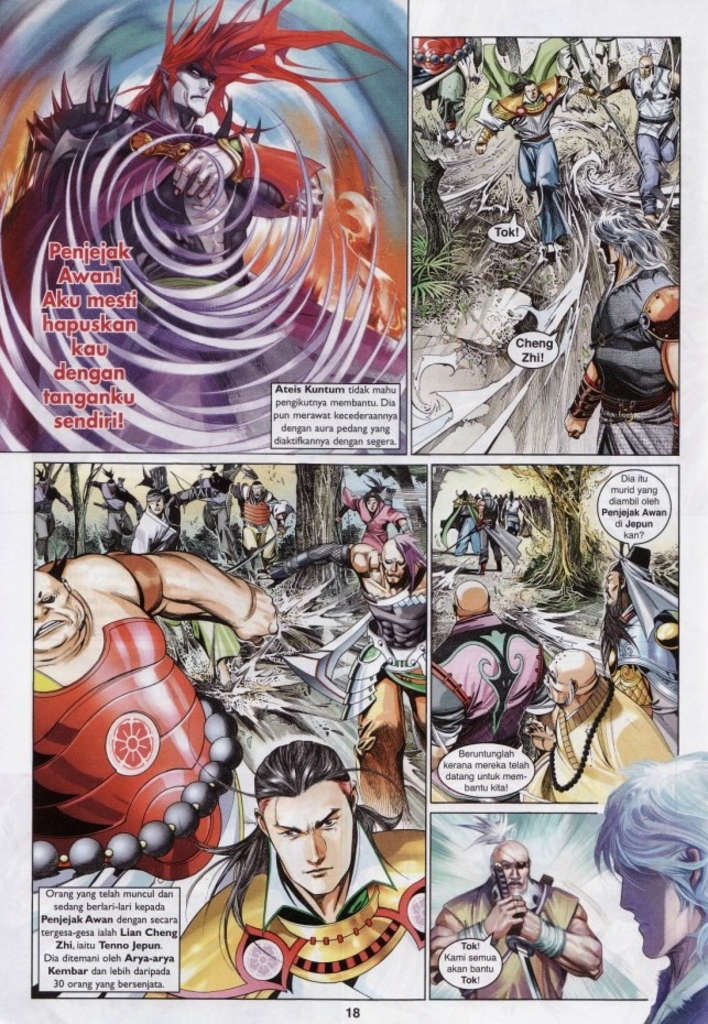 Penjejak
Awan!
Aku mesti
hapuskan
kau
dengan
tanganku
sendiri!
Ateis Kuntum tidak mahu
pengikutnya membantu. Dia
pun merawat kecederaannya
dengan aura pedang yang
diaktifkannya dengan segera.
Tok!
Cheng
Zhi!
Orang yang telah muncul dan
sedang berlari-lari kepada
Penjejak Awan dengan secara
tergesa-gesa ialah Lian Cheng
Zhi, iaitu Tenno Jepun.
Dia ditemani oleh Arya-arya
Kembar dan lebih daripada
30 orang yang bersenjata.
Dia itu
murid yang
diambil oleh
Penjejak Awan
di Jepun
kan?
Beruntunglah
kerana mereka telah
datang untuk mem-
bantu kita!
Tok!
Kami semua
akan bantu
Tok!
18